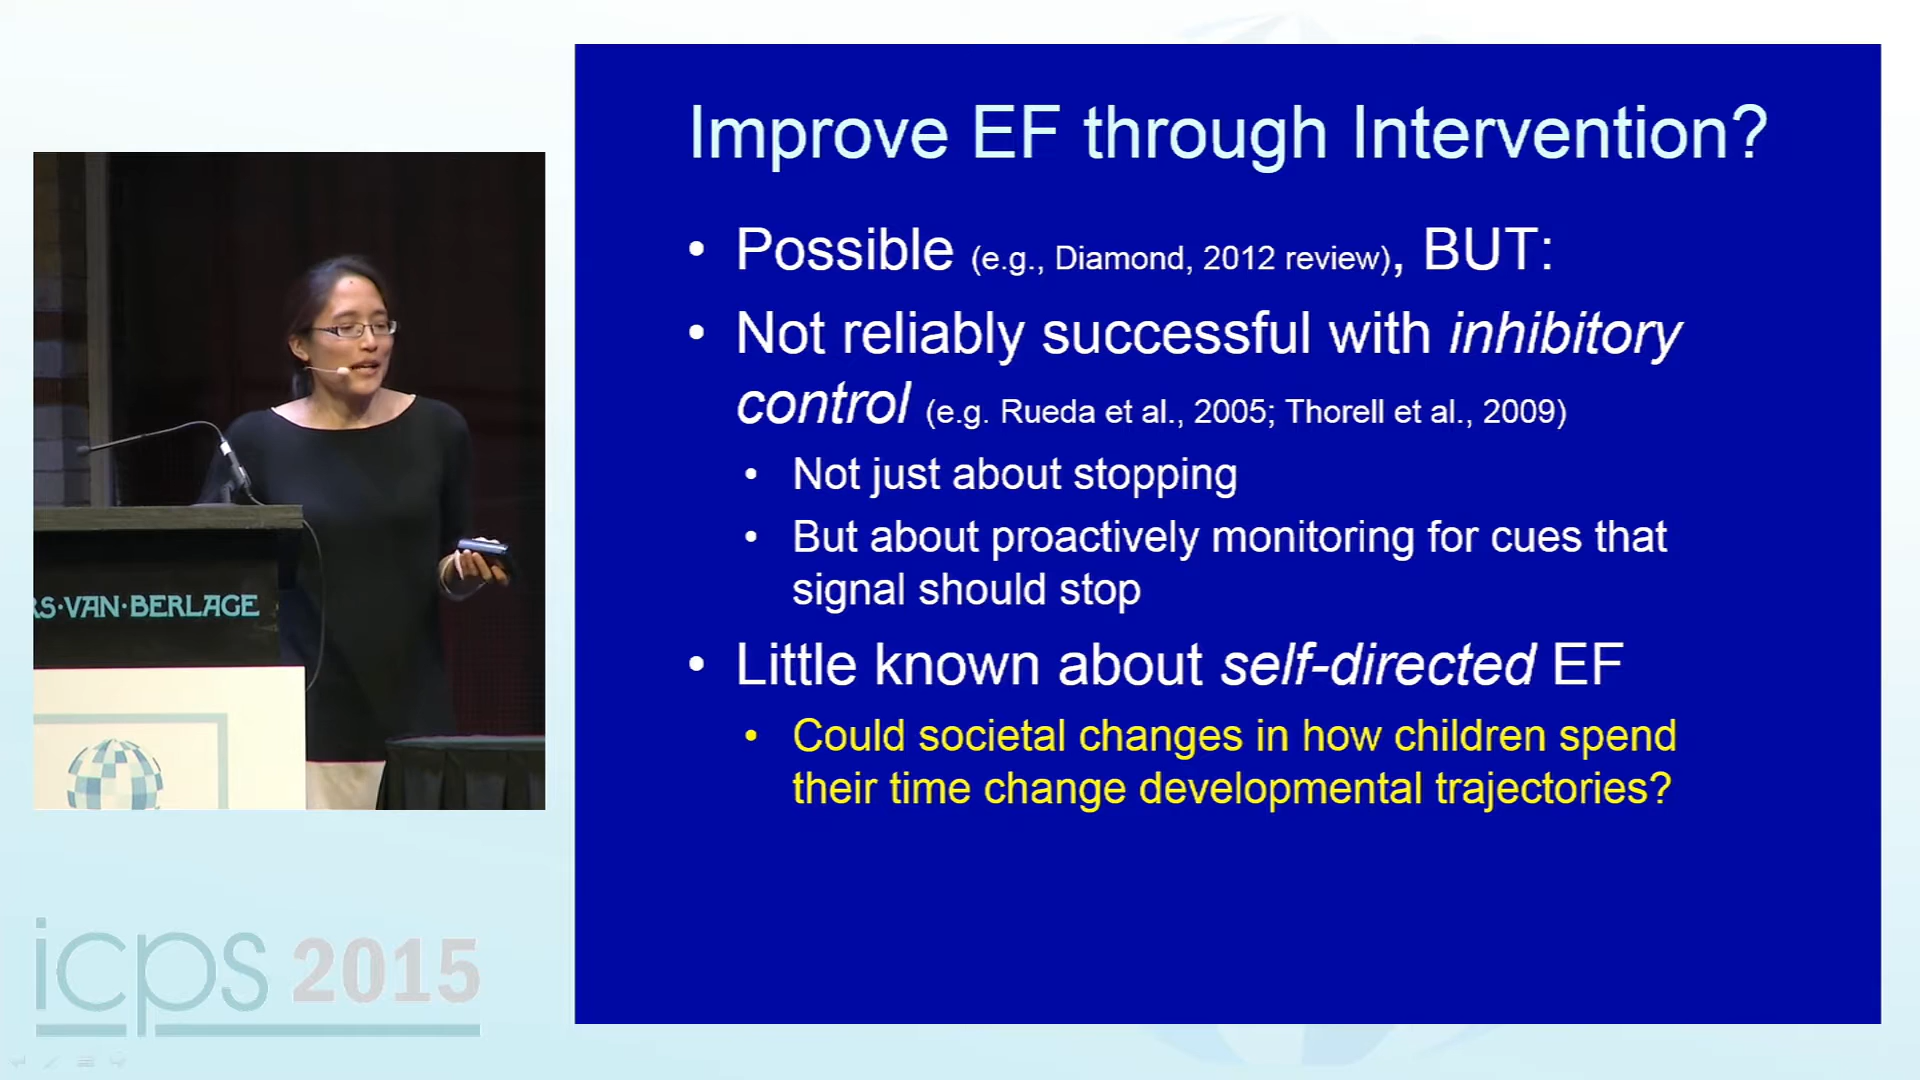 Improve EF through Intervention?
• Possible (e.g., Diamond, 2012 review), BUT:
• Not reliably successful with inhibitory
control (e.g. Rueda et al., 2005; Thorell et al., 2009)
• Not just about stopping
• But about proactively monitoring for cues that
signal should stop
• Little known about self-directed EF
• Could societal changes in how children spend
their time change developmental trajectories?
RS·VAN·BERLAGE
icps 2015